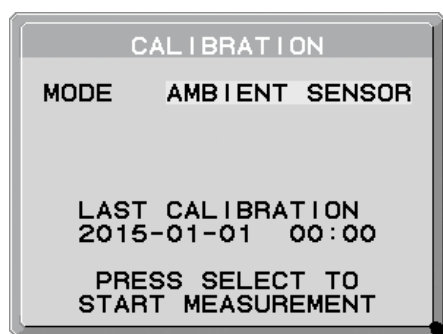 CALIBRATION
MODE AMBIENT SENSOR
LAST CALIBRATION
2015-01-01 00:00
PRESS SELECT TO
START MEASUREMENT